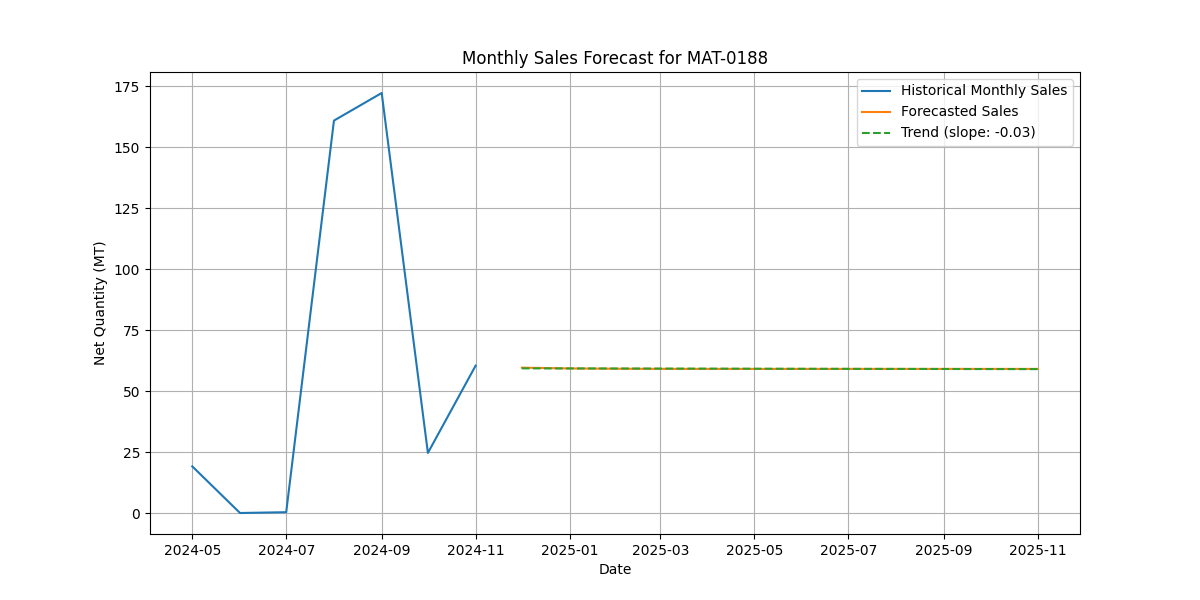 Monthly Sales Forecast for MAT-0188
Historical Monthly Sales
Forecasted Sales
Trend (slope: -0.03)
Net Quantity (MT)
175
150
125
100
75
50
25
0
2024-05 2024-07 2024-09 2024-11 2025-01 2025-03 2025-05 2025-07 2025-09 2025-11
Date